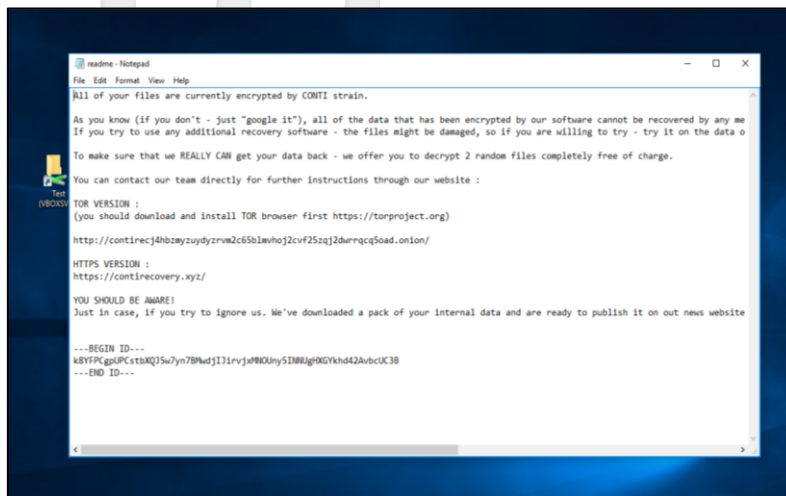 readme - Notepad
File Edit Format View Help
All of your files are currently encrypted by CONTI strain.
As you know (if you don't - just "google it"), all of the data that has been encrypted by our software cannot be recovered by any me
If you try to use any additional recovery software - the files might be damaged, so if you are willing to try - try it on the data o
To make sure that we REALLY CAN get your data back - we offer you to decrypt 2 random files completely free of charge.
You can contact our team directly for further instructions through our website :
TOR VERSION :
(you should download and install TOR browser first https://torproject.org)
http://contirecj4hbzmyzuydyzrvm2c65blmvhoj2cvf25zqj2dwrrqcq5oad.onion/
HTTPS VERSION :
https://contirecovery.xyz/
YOU SHOULD BE AWARE!
Just in case, if you try to ignore us. We've downloaded a pack of your internal data and are ready to publish it on out news website
---BEGIN ID---
---END ID---
Test
(VBOXSV